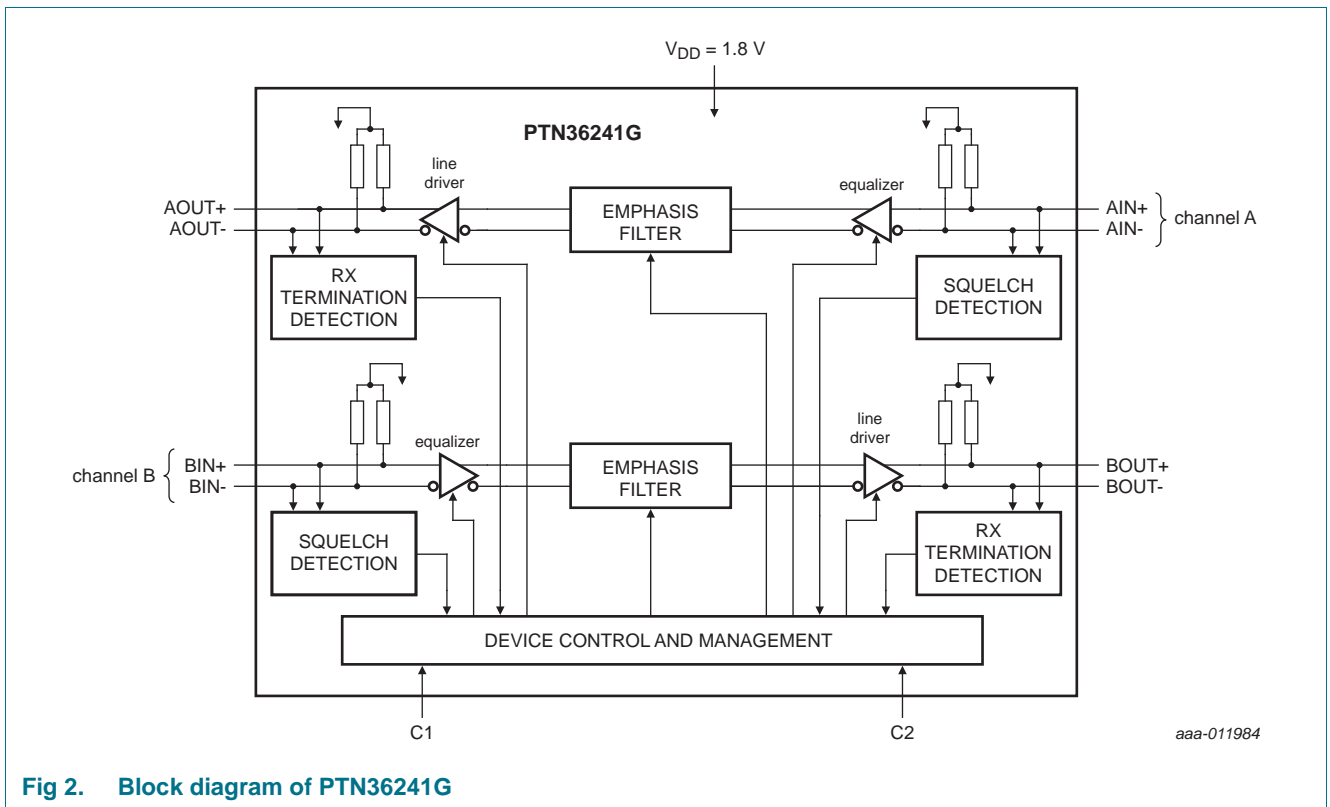 VDD = 1.8 V
PTN36241G
line
driver
equalizer
AOUT+
AOUT-
EMPHASIS
FILTER
AIN+
AIN-
channel A
RX
TERMINATION
DETECTION
SQUELCH
DETECTION
equalizer
line
driver
channel B
BIN+
BIN-
EMPHASIS
FILTER
BOUT+
BOUT-
SQUELCH
DETECTION
RX
TERMINATION
DETECTION
DEVICE CONTROL AND MANAGEMENT
C1
C2
aaa-011984
Fig 2. Block diagram of PTN36241G